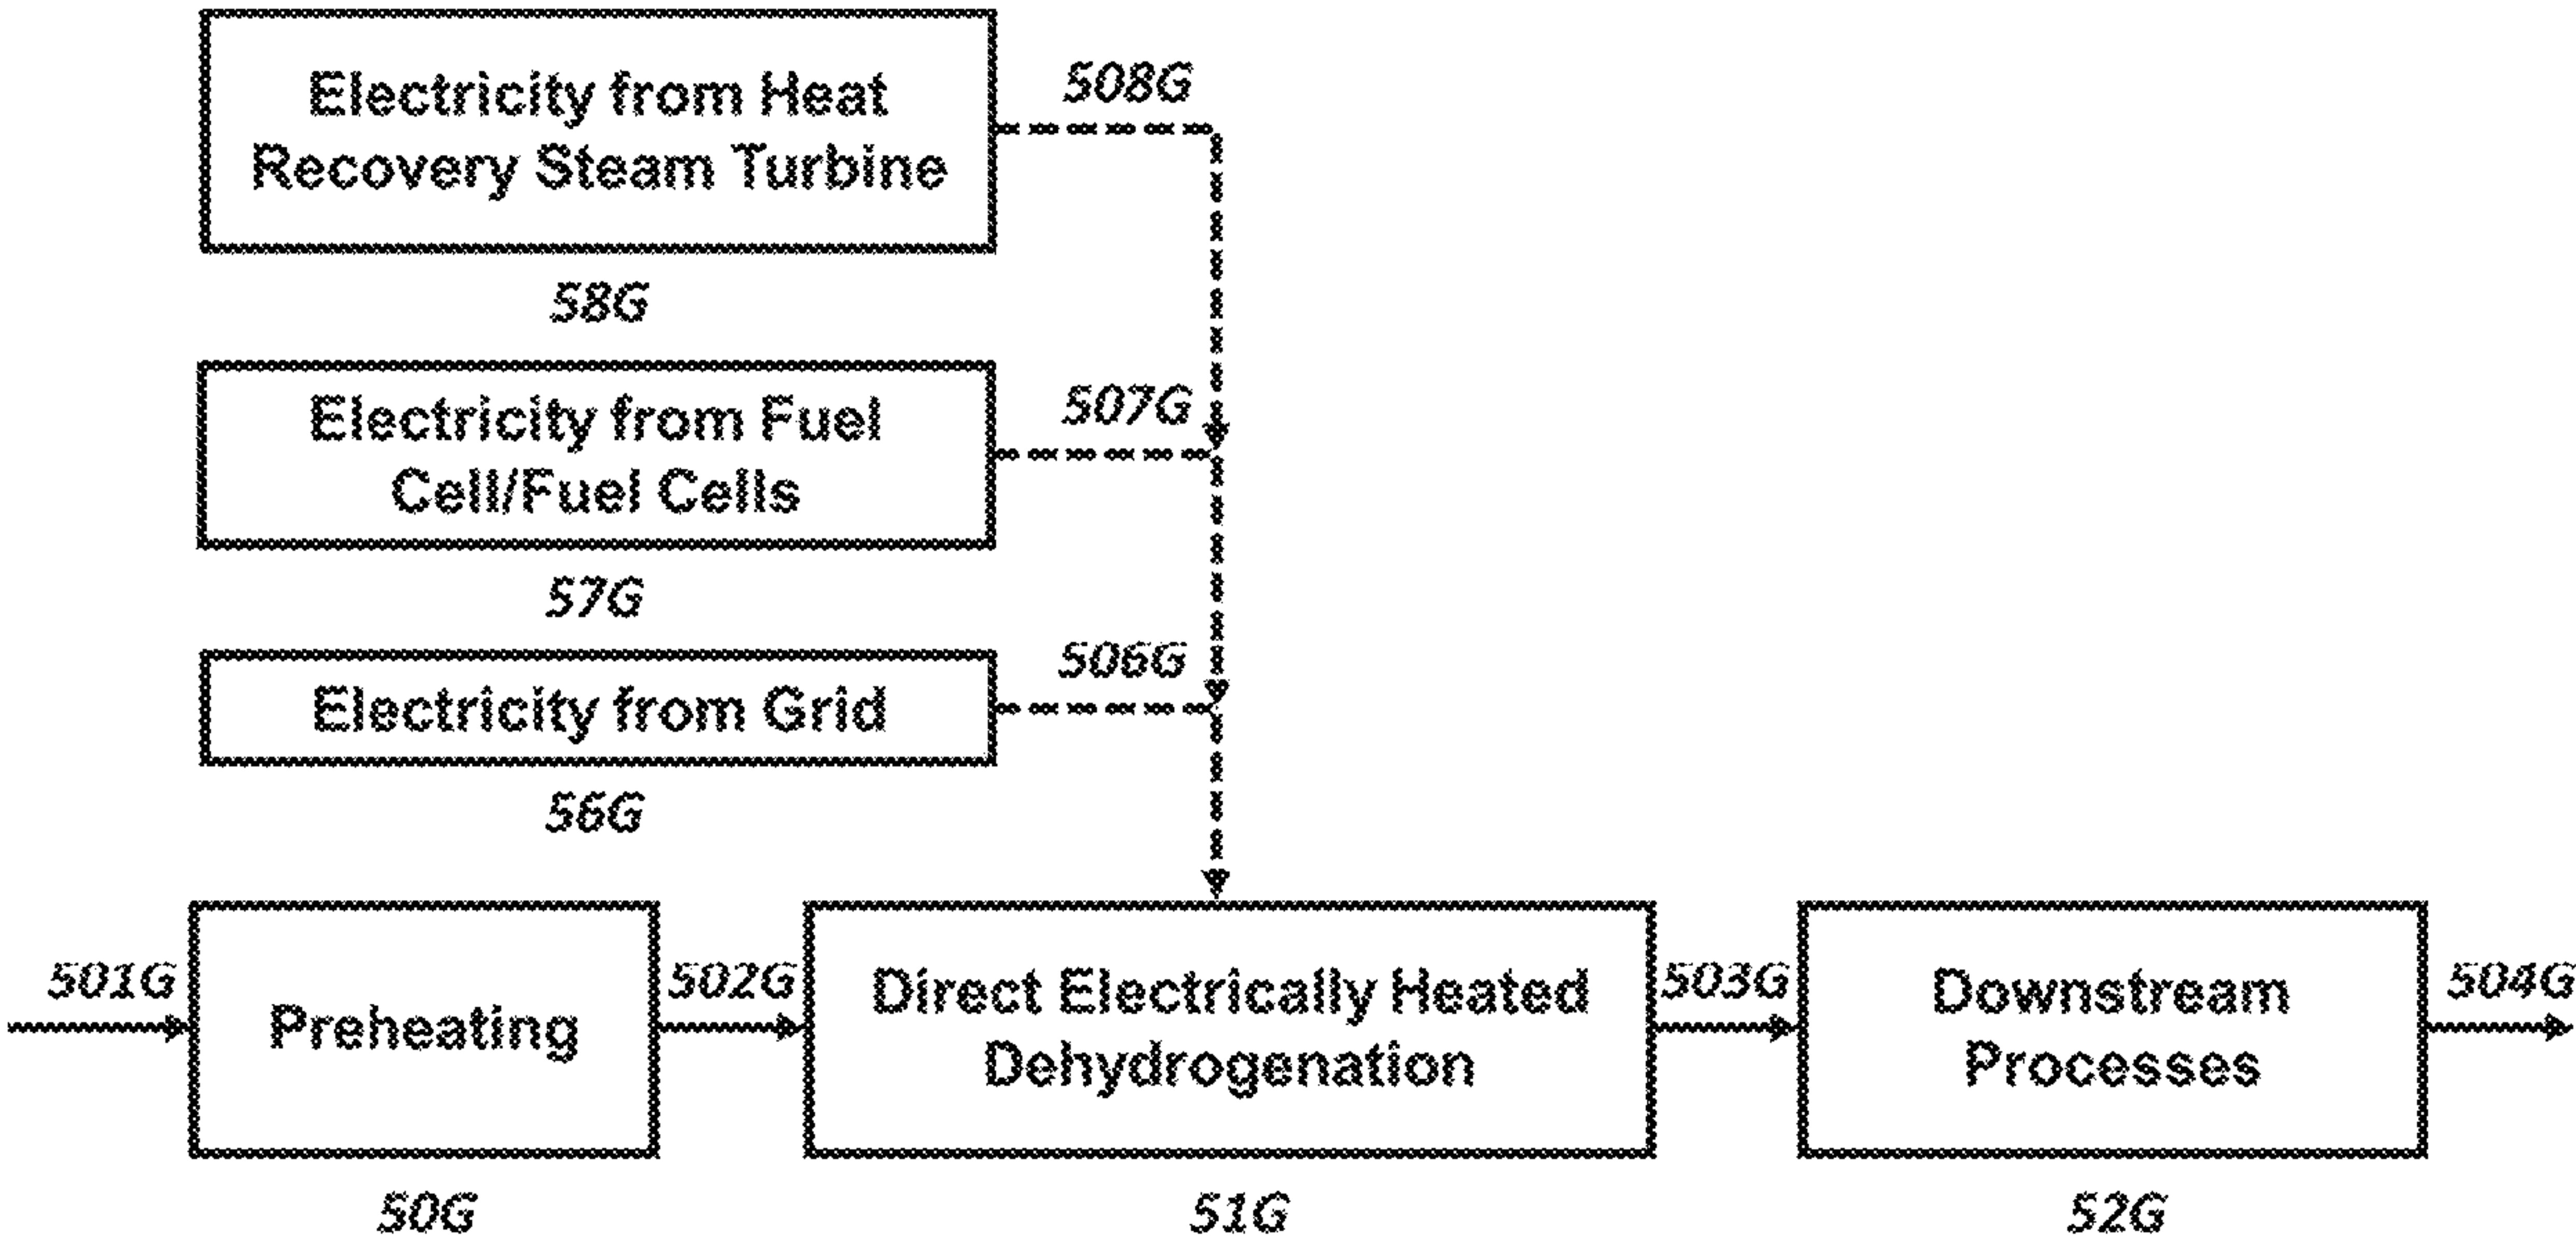 Electricity from Heat
Recovery Steam Turbine
508G
58G
Electricity from Fuel
Cell/Fuel Cells
507G
57G
Electricity from Grid
506G
56G
501G
Preheating
502G
Direct Electrically Heated
Dehydrogenation
503G
Downstream
Processes
504G
50G
51G
52G